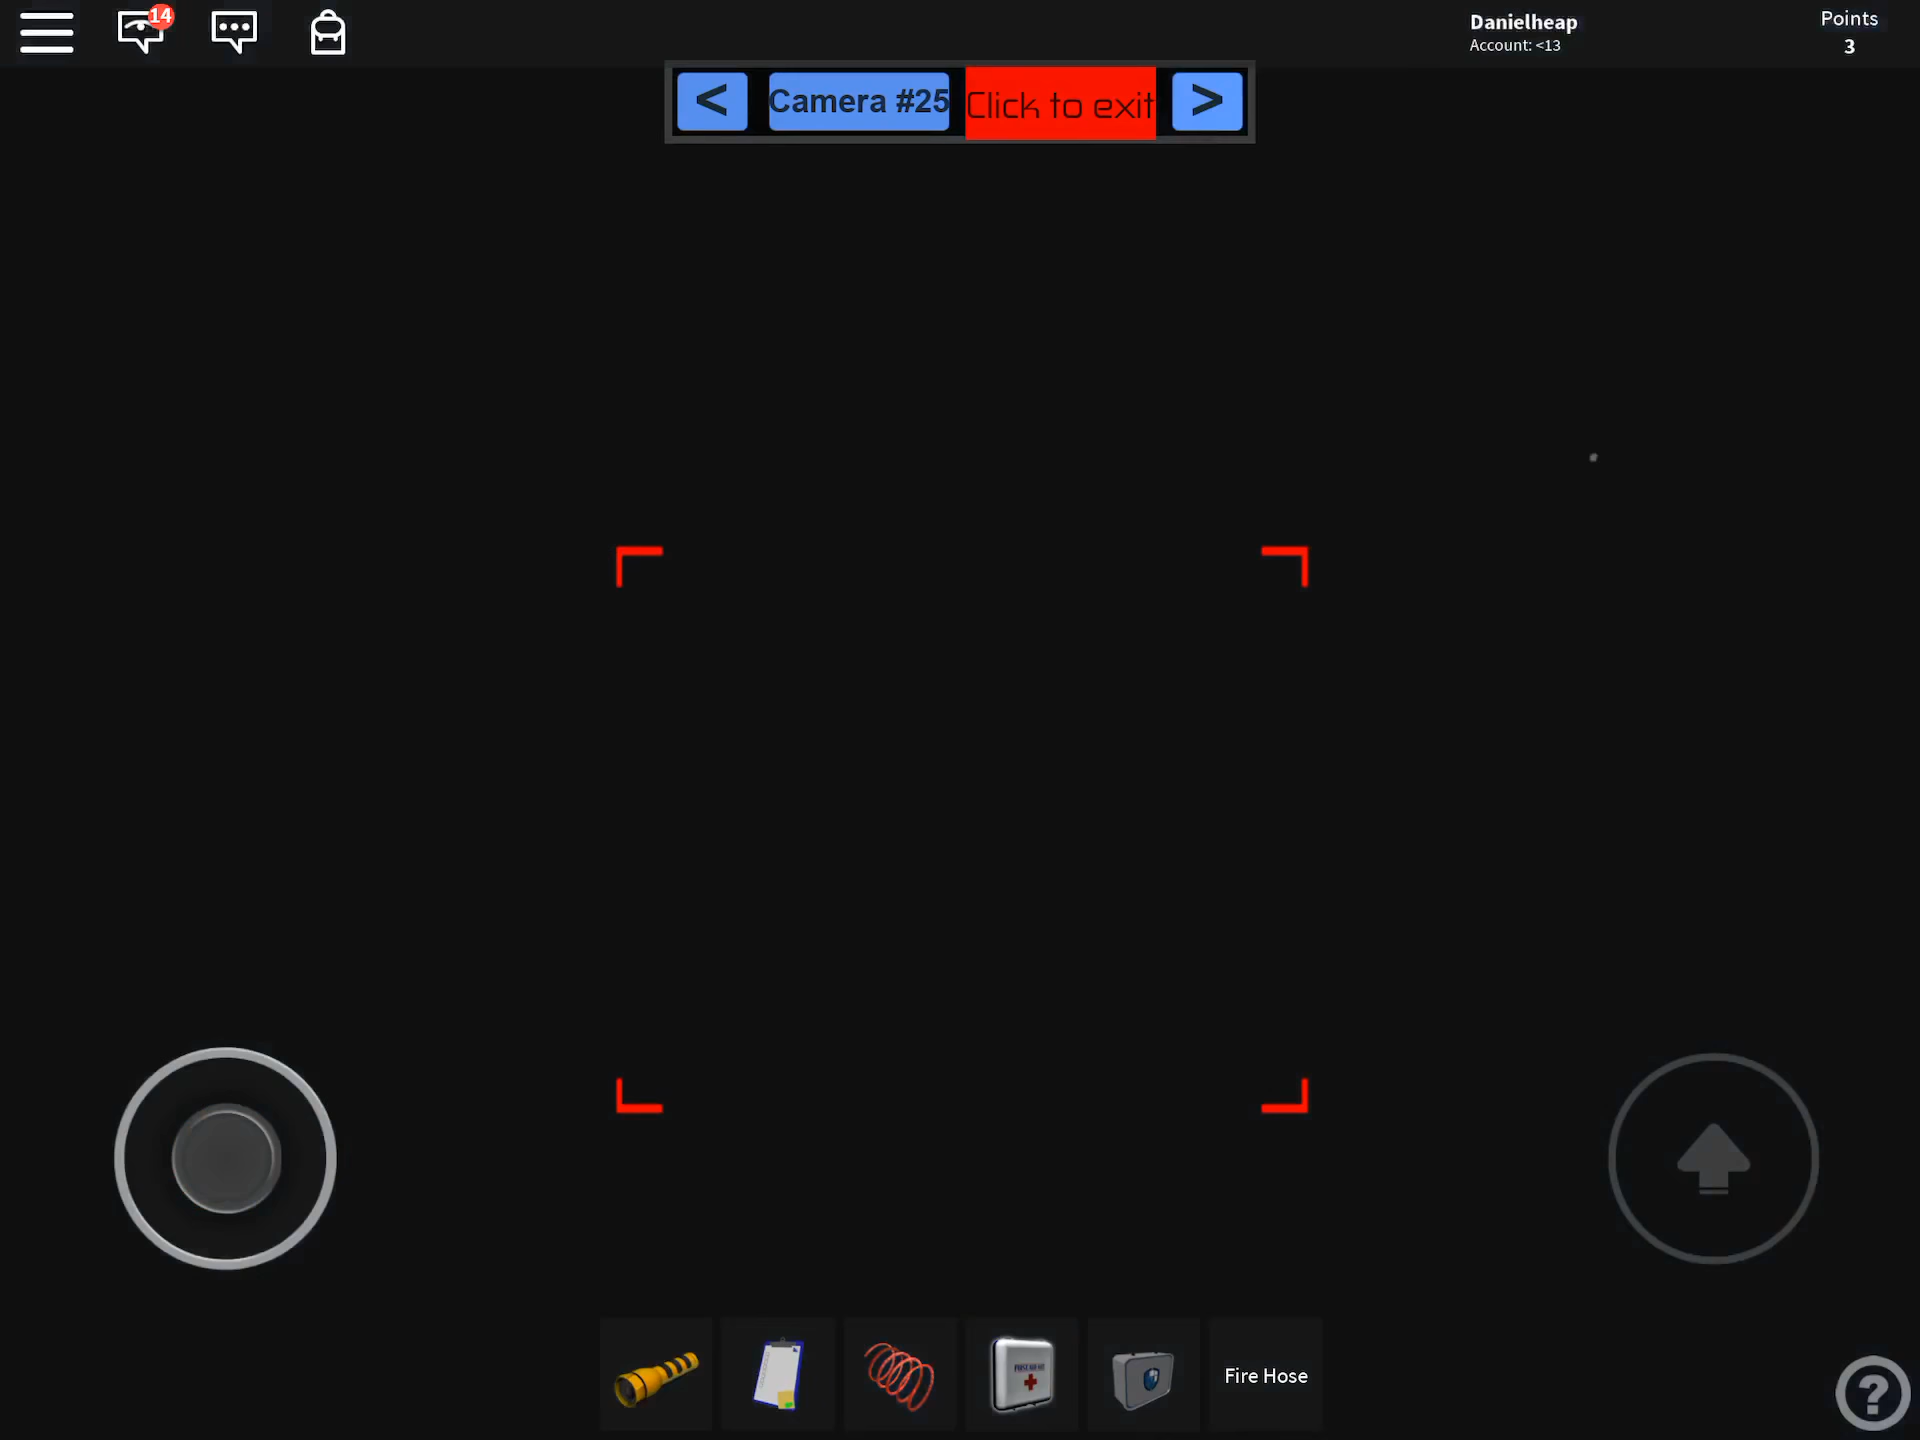 14
Danielheap
Account: <13
Points
3
<
Camera #25
Click to exit
>
Fire Hose
?